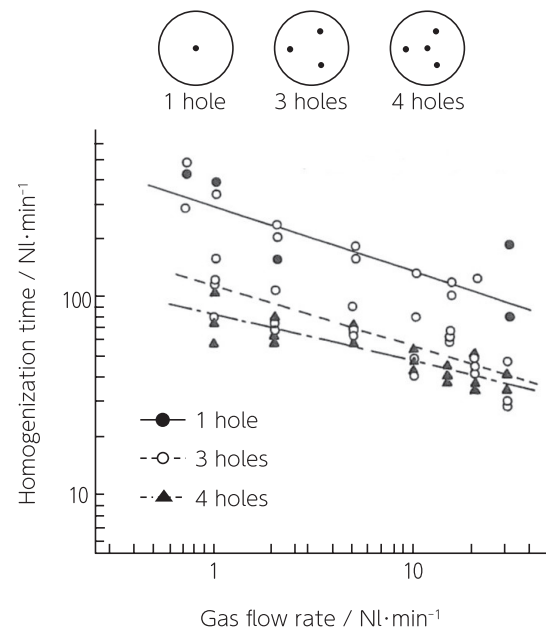 1 hole
3 holes
4 holes
Homogenization time / Nl·min⁻¹
100
10
1 hole
3 holes
4 holes
1
10
Gas flow rate / Nl·min⁻¹